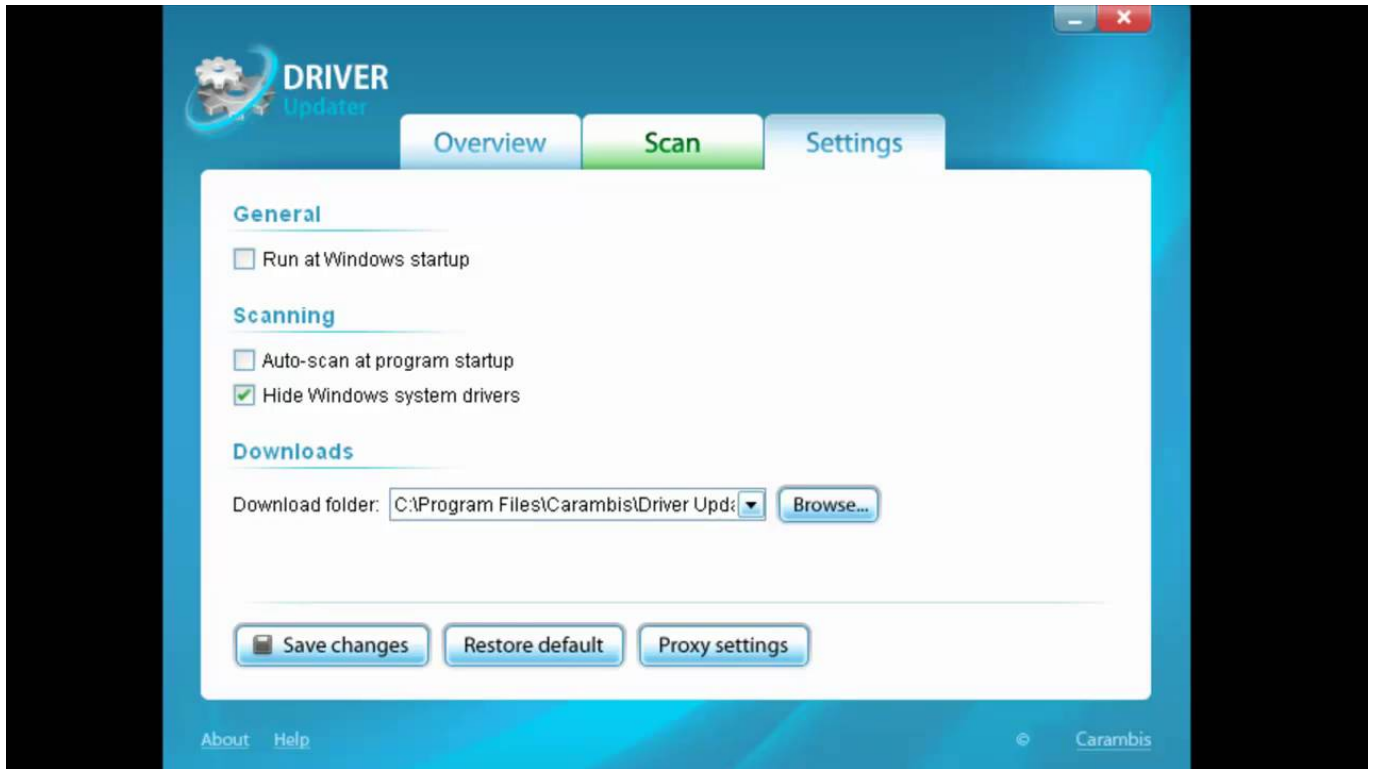 DRIVER
Updater
Overview Scan Settings
General
Run at Windows startup
Scanning
Auto-scan at program startup
Hide Windows system drivers
Downloads
Download folder: C:\Program Files\Carambis\Driver Upda Browse...
Save changes Restore default Proxy settings
About Help © Carambis